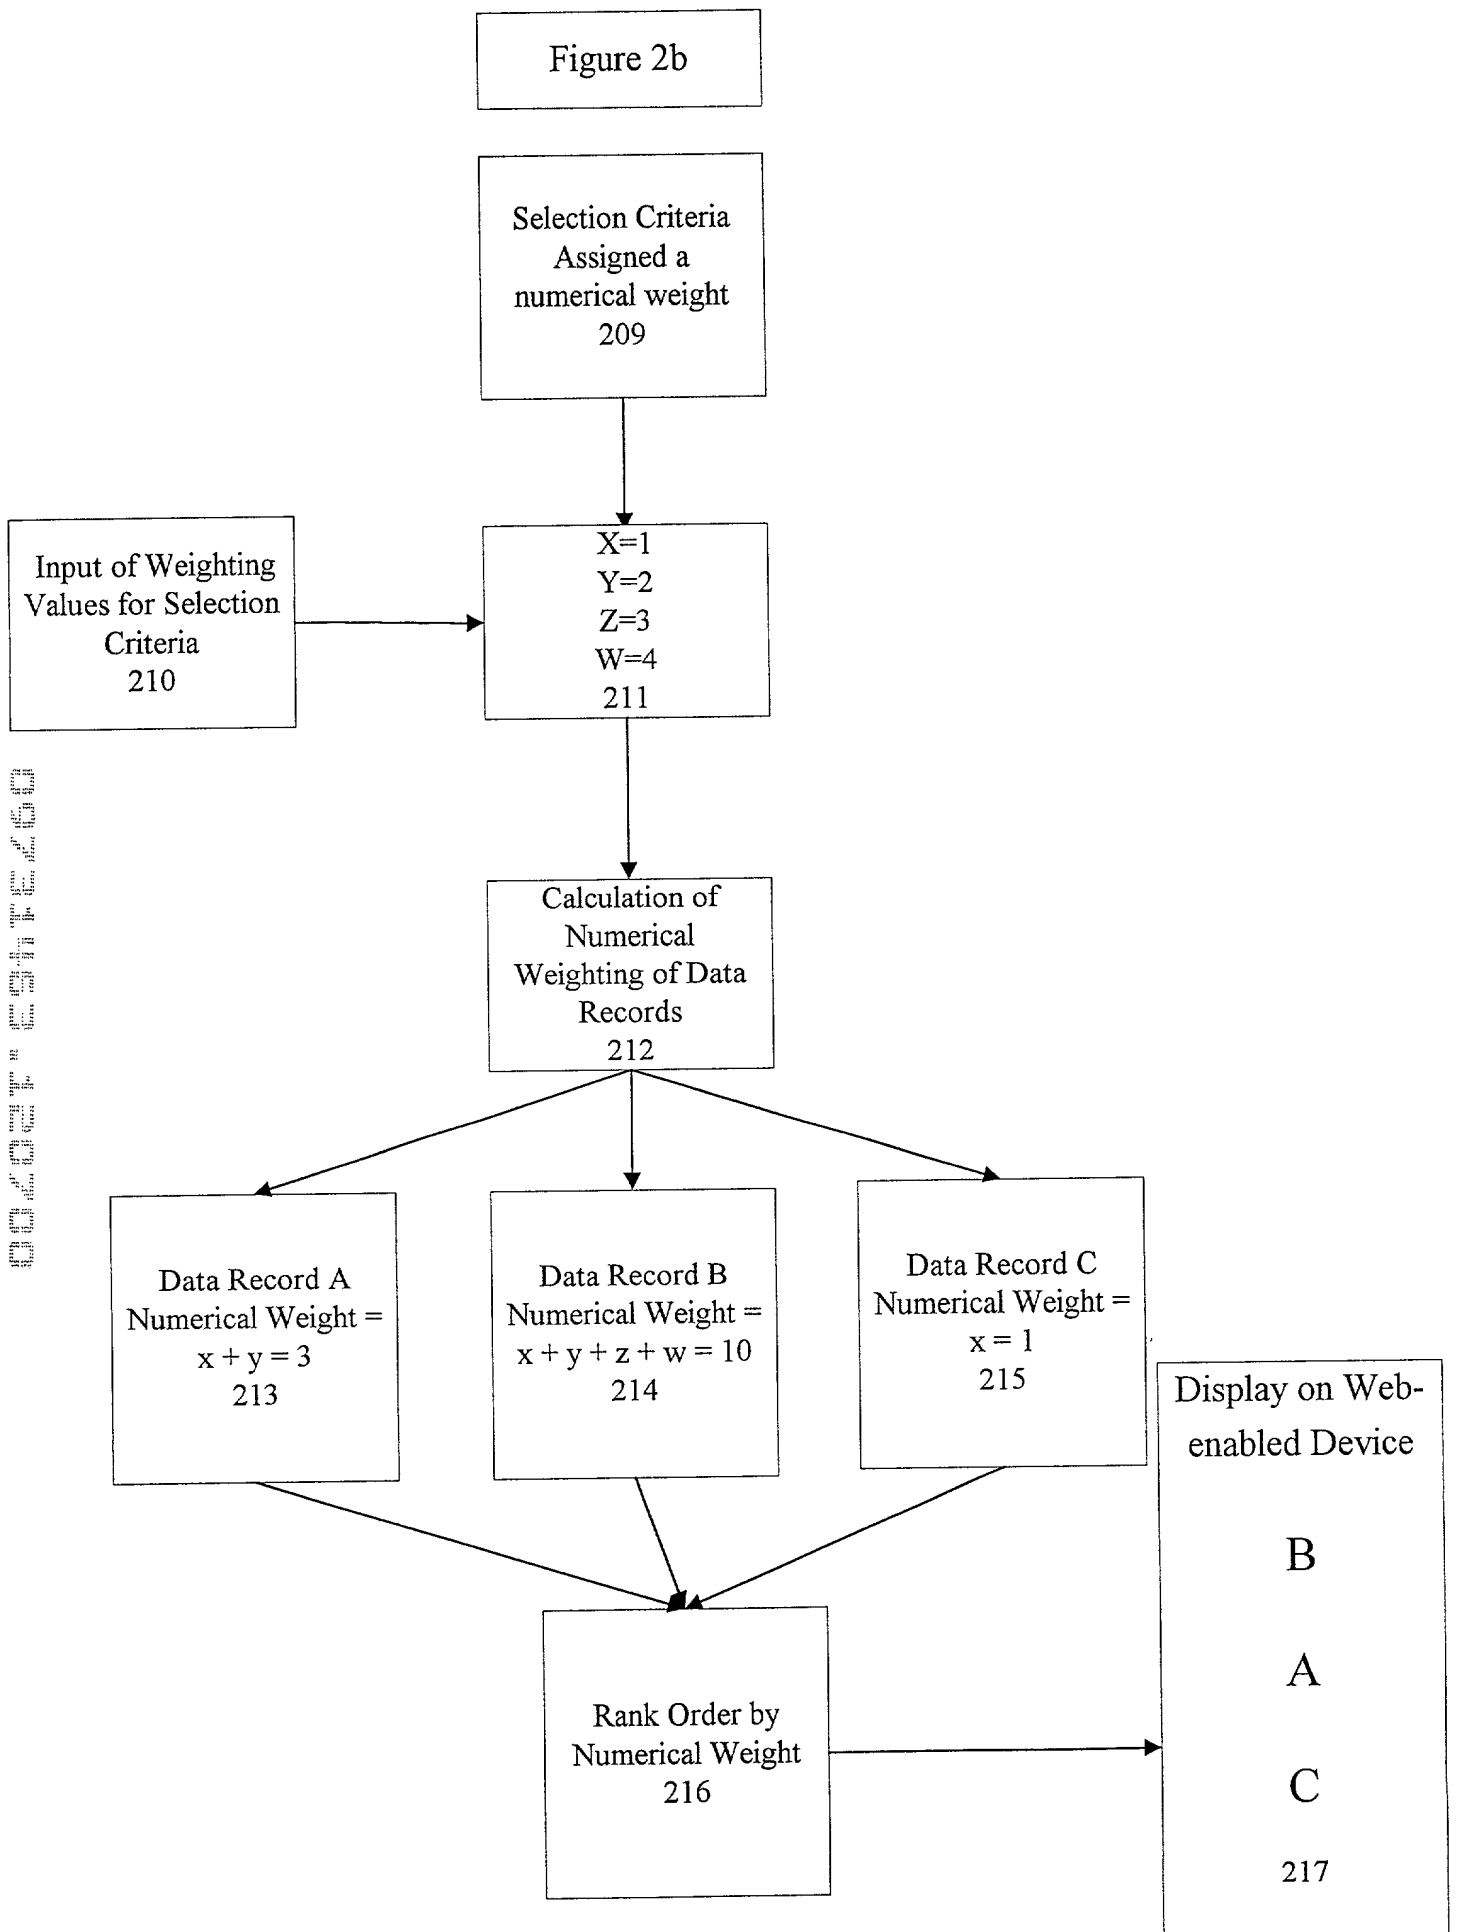 Figure 2b
Selection Criteria
Assigned a
numerical weight
209
Input of Weighting
Values for Selection
Criteria
210
X=1
Y=2
Z=3
W=4
211
Calculation of
Numerical
Weighting of Data
Records
212
Data Record A
Numerical Weight =
x + y = 3
213
Data Record B
Numerical Weight =
x + y + z + w = 10
214
Data Record C
Numerical Weight =
x = 1
215
Rank Order by
Numerical Weight
216
Display on Web-
enabled Device
B
A
C
217